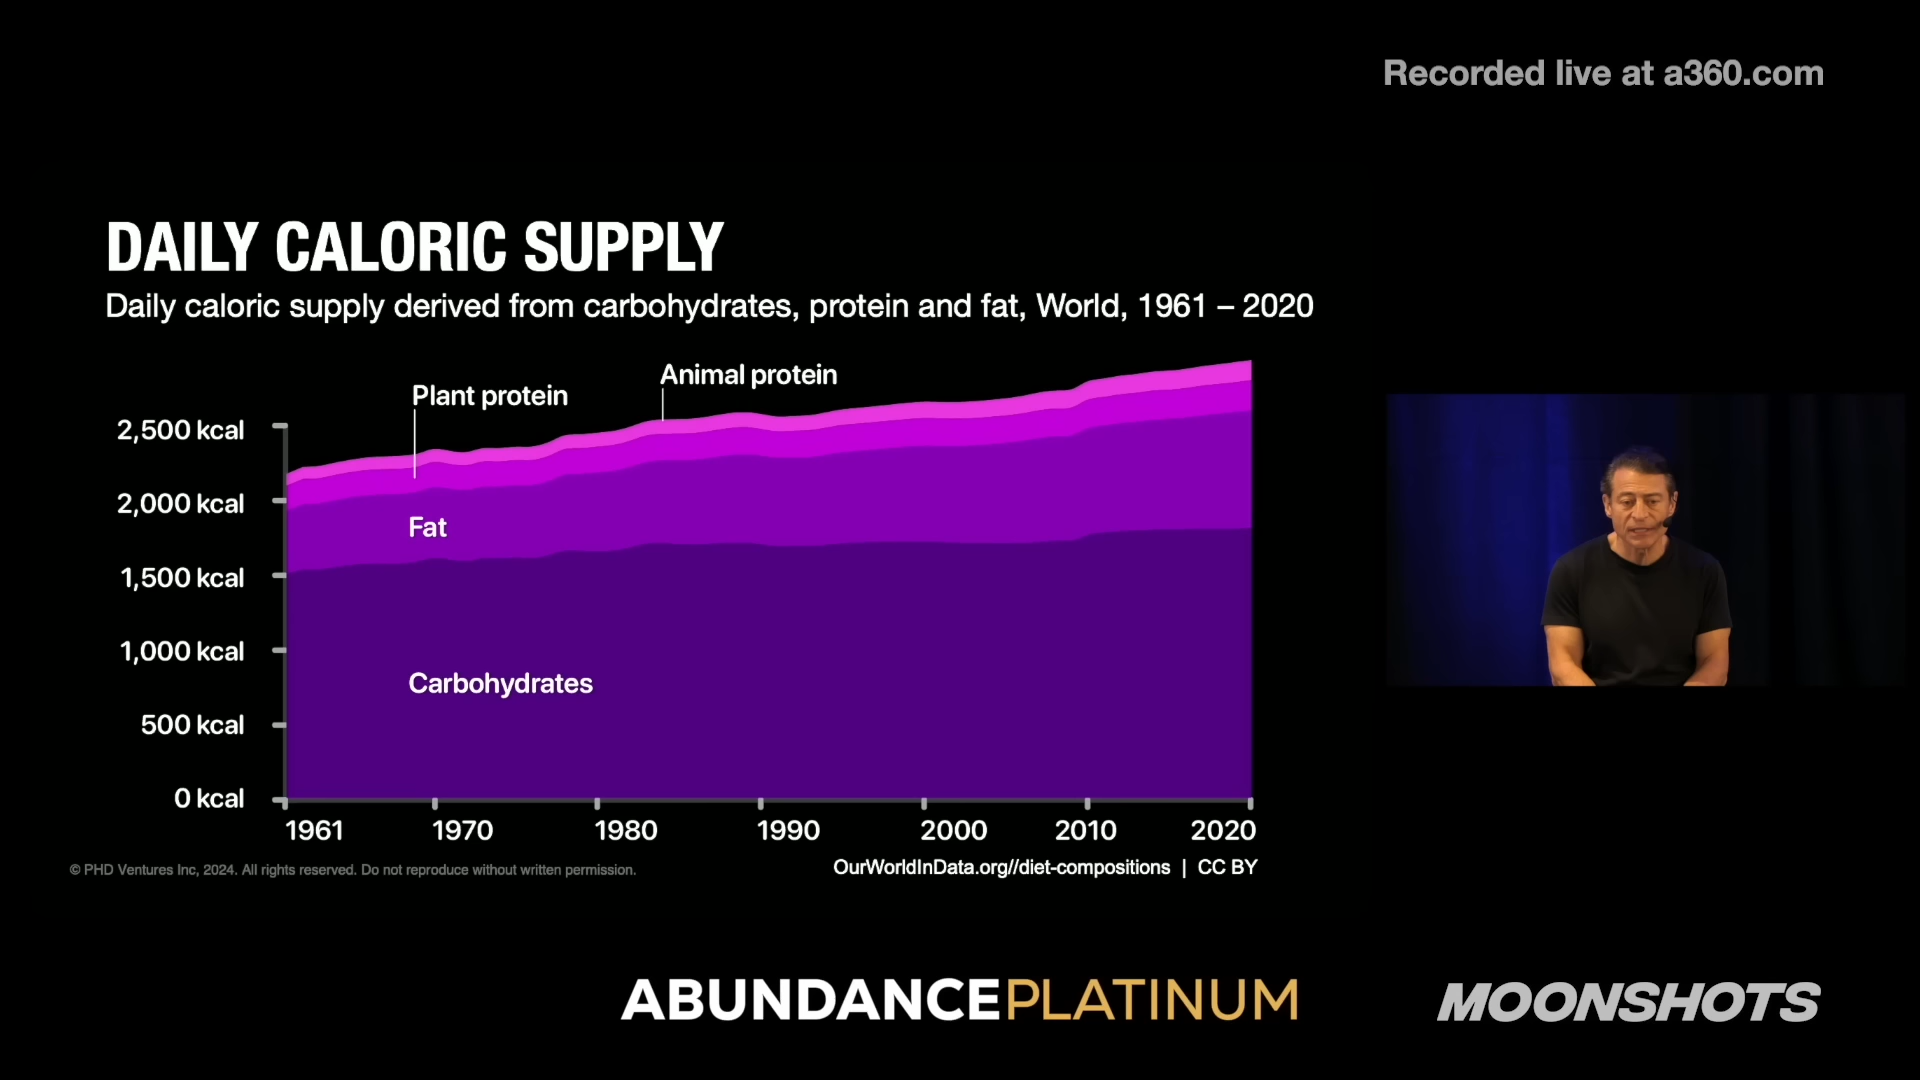 Recorded live at a360.com
DAILY CALORIC SUPPLY
Daily caloric supply derived from carbohydrates, protein and fat, World, 1961 – 2020
Animal protein
Plant protein
2,500 kcal
2,000 kcal
Fat
1,500 kcal
1,000 kcal
Carbohydrates
500 kcal
0 kcal
1961 1970 1980 1990 2000 2010 2020
© PHD Ventures Inc, 2024. All rights reserved. Do not reproduce without written permission.
OurWorldInData.org//diet-compositions | CC BY
ABUNDANCEPLATINUM
MOONSHOTS